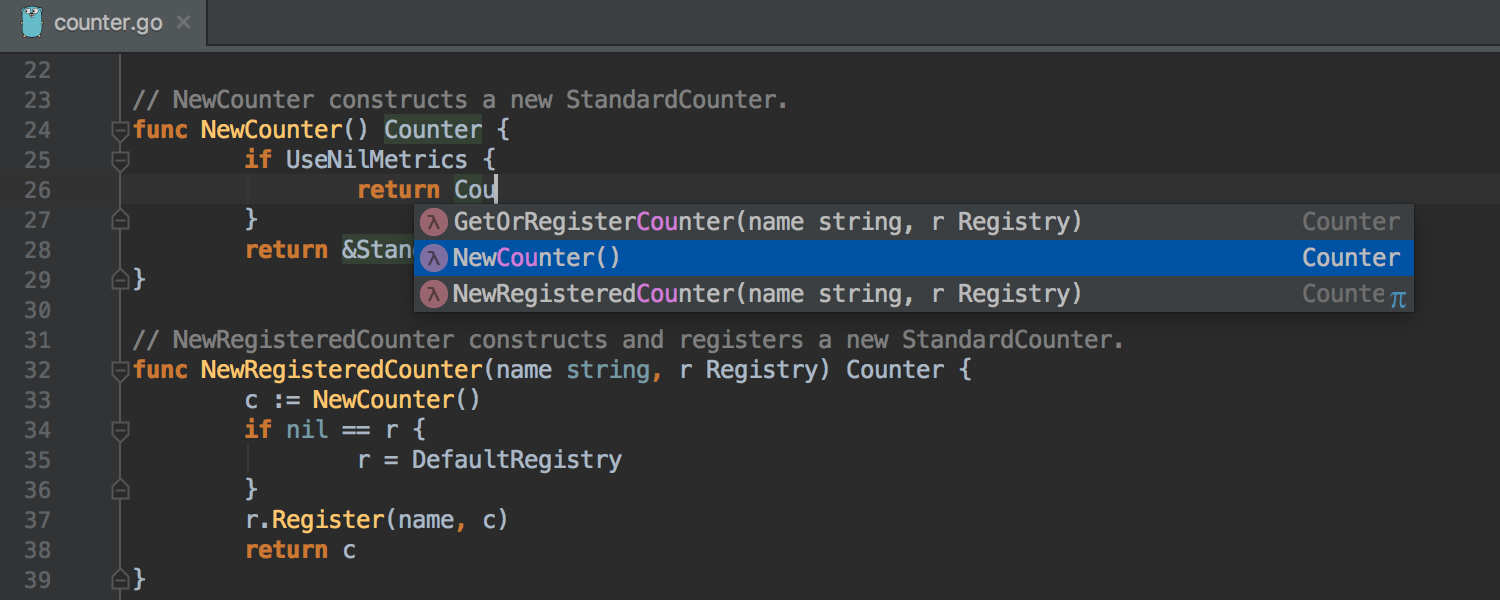 counter.go ×
22
23 // NewCounter constructs a new StandardCounter.
24 func NewCounter() Counter {
25 if UseNilMetrics {
26 return Cou
λ GetOrRegisterCounter(name string, r Registry) Counter
λ NewCounter() Counter
λ NewRegisteredCounter(name string, r Registry) Counte π
27 }
28 return &Stan
29 }
30
31 // NewRegisteredCounter constructs and registers a new StandardCounter.
32 func NewRegisteredCounter(name string, r Registry) Counter {
33 c := NewCounter()
34 if nil == r {
35 r = DefaultRegistry
36 }
37 r.Register(name, c)
38 return c
39 }